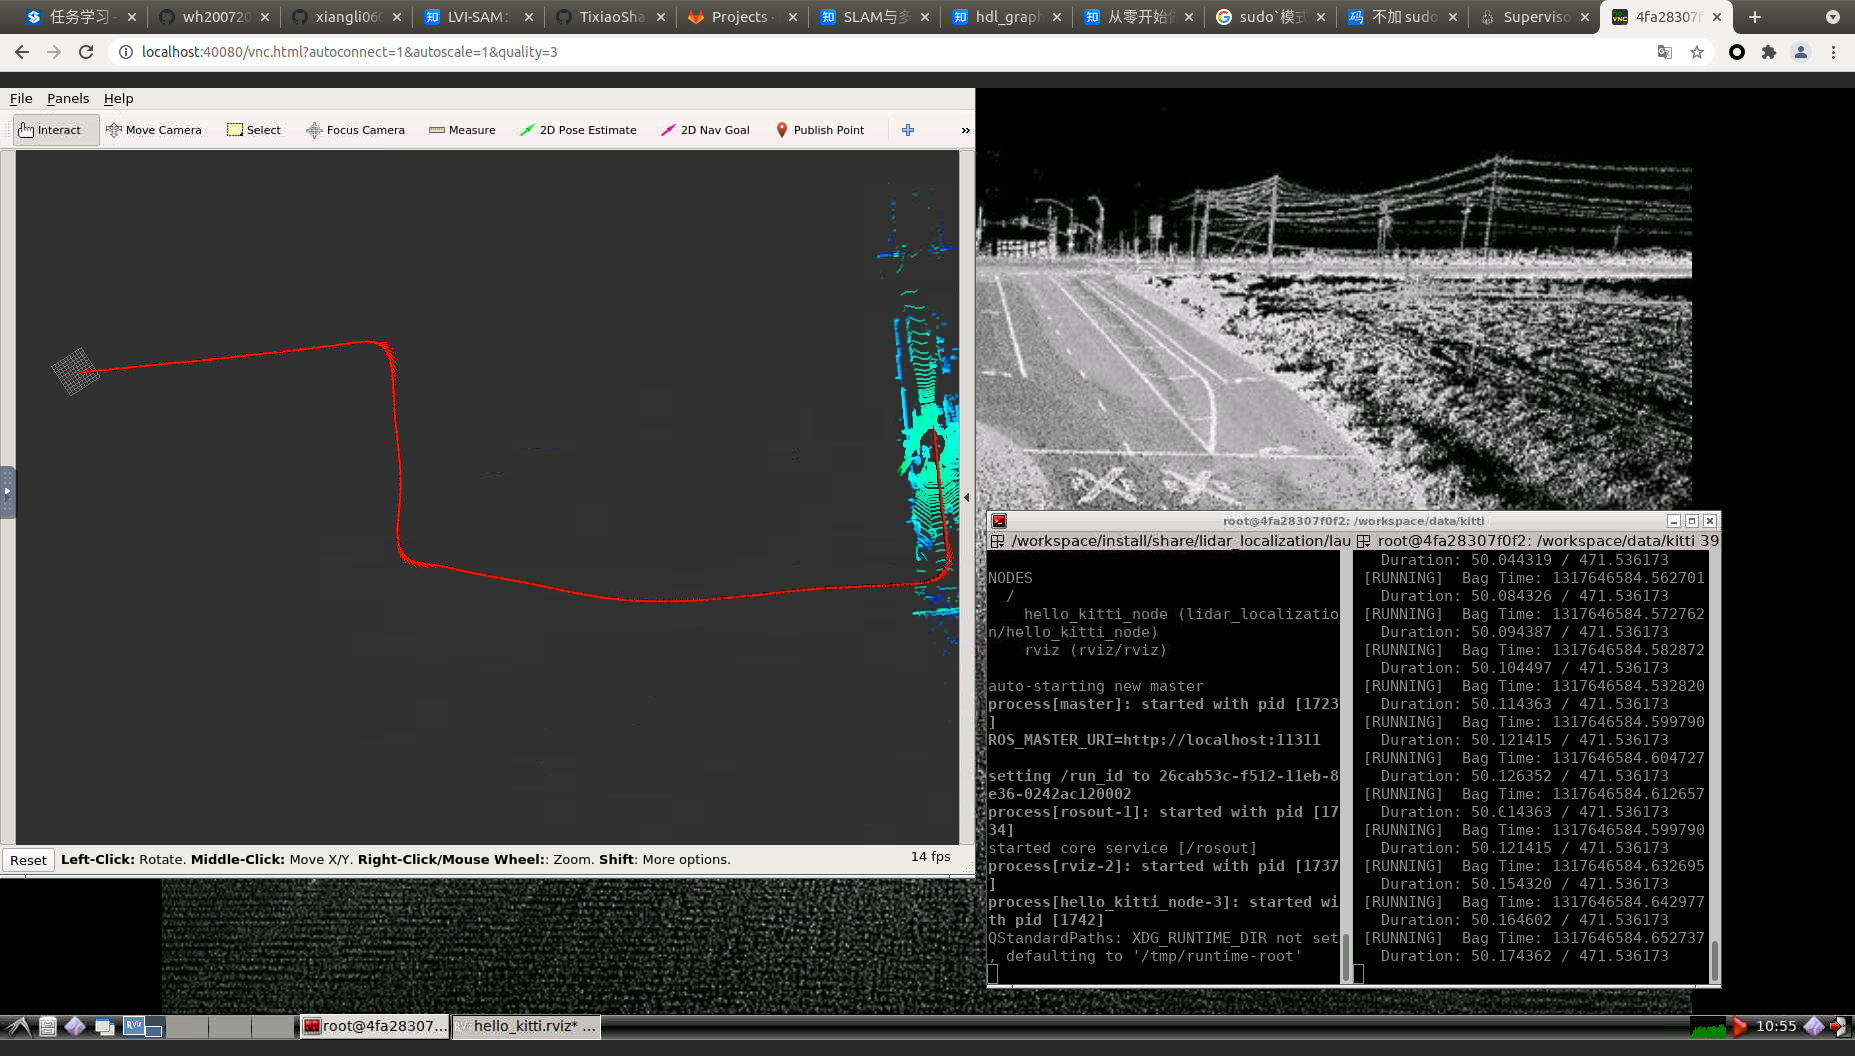 任务学习 -
wh200720
xiangli060
LVI-SAM：
TixiaoSha
Projects ·
SLAM与多
hdl_graph
从零开始
sudo`模式
不加 sudo
Superviso
4fa28307f
localhost:40080/vnc.html?autoconnect=1&autoscale=1&quality=3
File Panels Help
Interact Move Camera Select Focus Camera Measure 2D Pose Estimate 2D Nav Goal Publish Point »
Reset Left-Click: Rotate. Middle-Click: Move X/Y. Right-Click/Mouse Wheel:: Zoom. Shift: More options. 14 fps
root@4fa28307f0f2: /workspace/data/kitti
/workspace/install/share/lidar_localization/lau
NODES
/
hello_kitti_node (lidar_localizatio
n/hello_kitti_node)
rviz (rviz/rviz)
auto-starting new master
process[master]: started with pid [1723
]
ROS_MASTER_URI=http://localhost:11311
setting /run_id to 26cab53c-f512-11eb-8
e36-0242ac120002
process[rosout-1]: started with pid [17
34]
started core service [/rosout]
process[rviz-2]: started with pid [1737
]
process[hello_kitti_node-3]: started wi
th pid [1742]
QStandardPaths: XDG_RUNTIME_DIR not set
, defaulting to '/tmp/runtime-root'
root@4fa28307f0f2: /workspace/data/kitti 39
Duration: 50.044319 / 471.536173
[RUNNING] Bag Time: 1317646584.562701
Duration: 50.084326 / 471.536173
[RUNNING] Bag Time: 1317646584.572762
Duration: 50.094387 / 471.536173
[RUNNING] Bag Time: 1317646584.582872
Duration: 50.104497 / 471.536173
[RUNNING] Bag Time: 1317646584.532820
Duration: 50.114363 / 471.536173
[RUNNING] Bag Time: 1317646584.599790
Duration: 50.121415 / 471.536173
[RUNNING] Bag Time: 1317646584.604727
Duration: 50.126352 / 471.536173
[RUNNING] Bag Time: 1317646584.612657
Duration: 50.614363 / 471.536173
[RUNNING] Bag Time: 1317646584.599790
Duration: 50.121415 / 471.536173
[RUNNING] Bag Time: 1317646584.632695
Duration: 50.154320 / 471.536173
[RUNNING] Bag Time: 1317646584.642977
Duration: 50.164602 / 471.536173
[RUNNING] Bag Time: 1317646584.652737
Duration: 50.174362 / 471.536173
root@4fa28307...
hello_kitti.rviz* ...
10:55